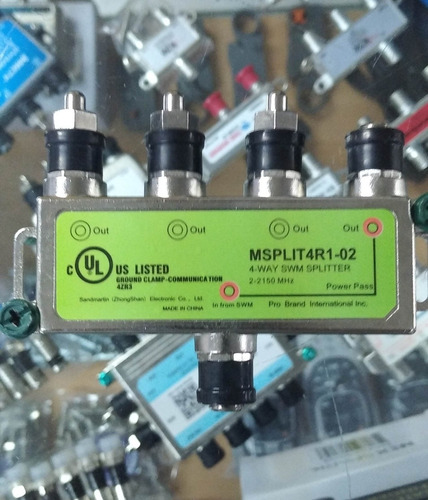 Out Out Out Out
C UL US LISTED
GROUND CLAMP-COMMUNICATION
4ZR3
MSPLIT4R1-02
4-WAY SWM SPLITTER
2-2150 MHz
Power Pass
Sandmartin (ZhongShan) Electronic Co., Ltd.
MADE IN CHINA
In from SWM
Pro Brand International Inc.